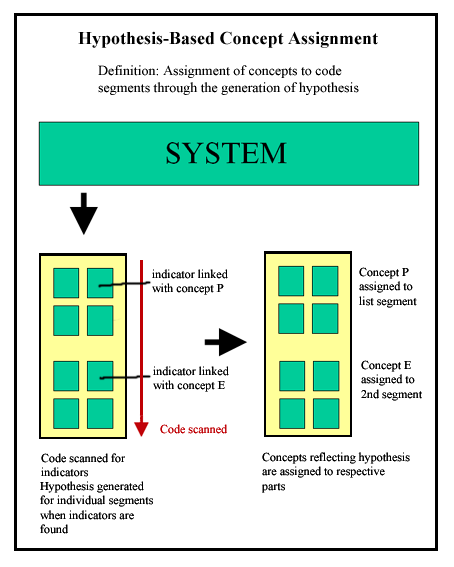 Hypothesis-Based Concept Assignment
Definition: Assignment of concepts to code
segments through the generation of hypothesis
SYSTEM
indicator linked
with concept P
indicator linked
with concept E
Code scanned
Concept P
assigned to
list segment
Concept E
assigned to
2nd segment
Code scanned for
indicators
Hypothesis generated
for individual segments
when indicators are
found
Concepts reflecting hypothesis
are assigned to respective
parts